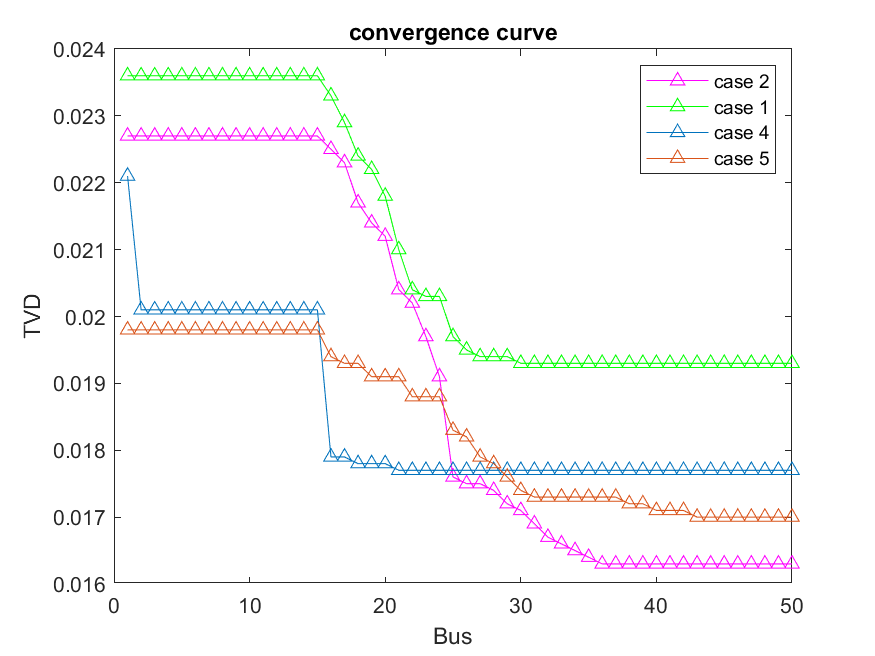 convergence curve
0.024
0.023
0.022
0.021
0.02
0.019
0.018
0.017
0.016
TVD
case 2
case 1
case 4
case 5
0 10 20 30 40 50
Bus